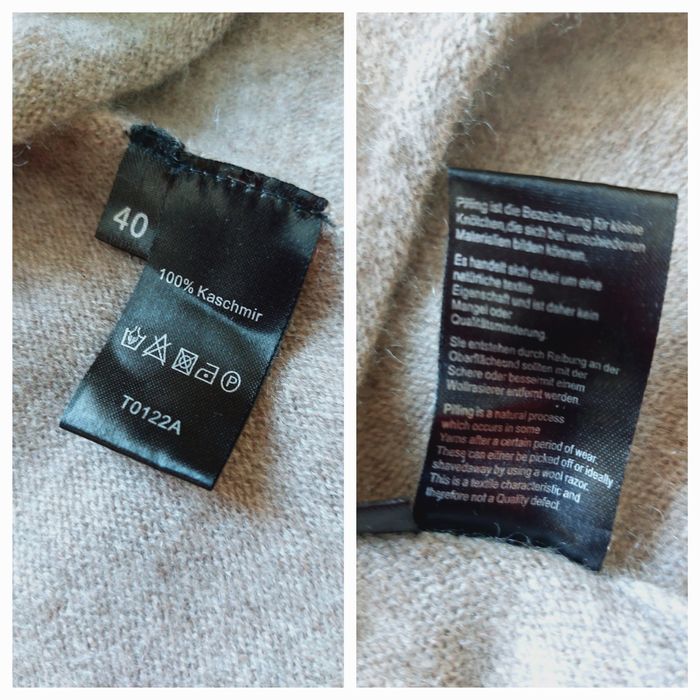 40
100% Kaschmir
P
T0122A
Pilling ist die Bezeichnung für kleine
Knötchen, die sich bei verschiedenen
Materialien bilden können.
Es handelt sich dabei um eine
natürliche textile
Eigenschaft und ist daher kein
Mangel oder
Qualitätsminderung.
Sie entstehen durch Reibung an der
Oberflächeund sollten mit der
Schere oder bessermit einem
Wollrasierer entfernt werden.
Pilling is a natural process
which occurs in some
Yarns after a certain period of wear.
These can either be picked off or ideally
shavedaway by using a wool razor.
This is a textile characteristic and
therefore not a Quality defect.